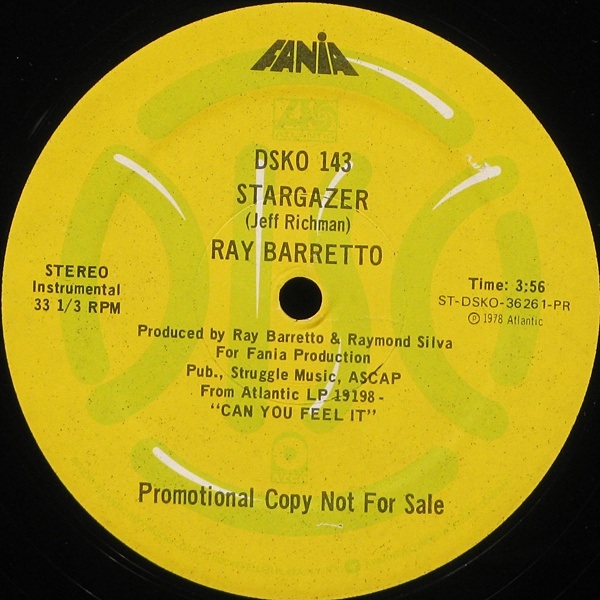 FANIA
DSKO 143
STARGAZER
(Jeff Richman)
RAY BARRETTO
STEREO
Instrumental
33 1/3 RPM
Time: 3:56
ST-DSKO-36261-PR
Ⓟ 1978 Atlantic
Produced by Ray Barretto & Raymond Silva
For Fania Production
Pub., Struggle Music, ASCAP
From Atlantic LP 19198 -
"CAN YOU FEEL IT"
Promotional Copy Not For Sale